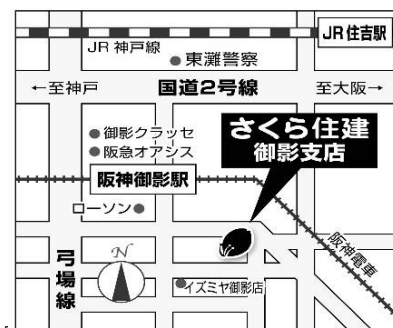 JR住吉駅
JR 神戸線
東灘警察
国道2号線
←至神戸
至大阪→
さくら住建
御影支店
御影クラッセ
阪急オアシス
阪神御影駅
ローソン
阪神電車
弓場線
N
イズミヤ御影店